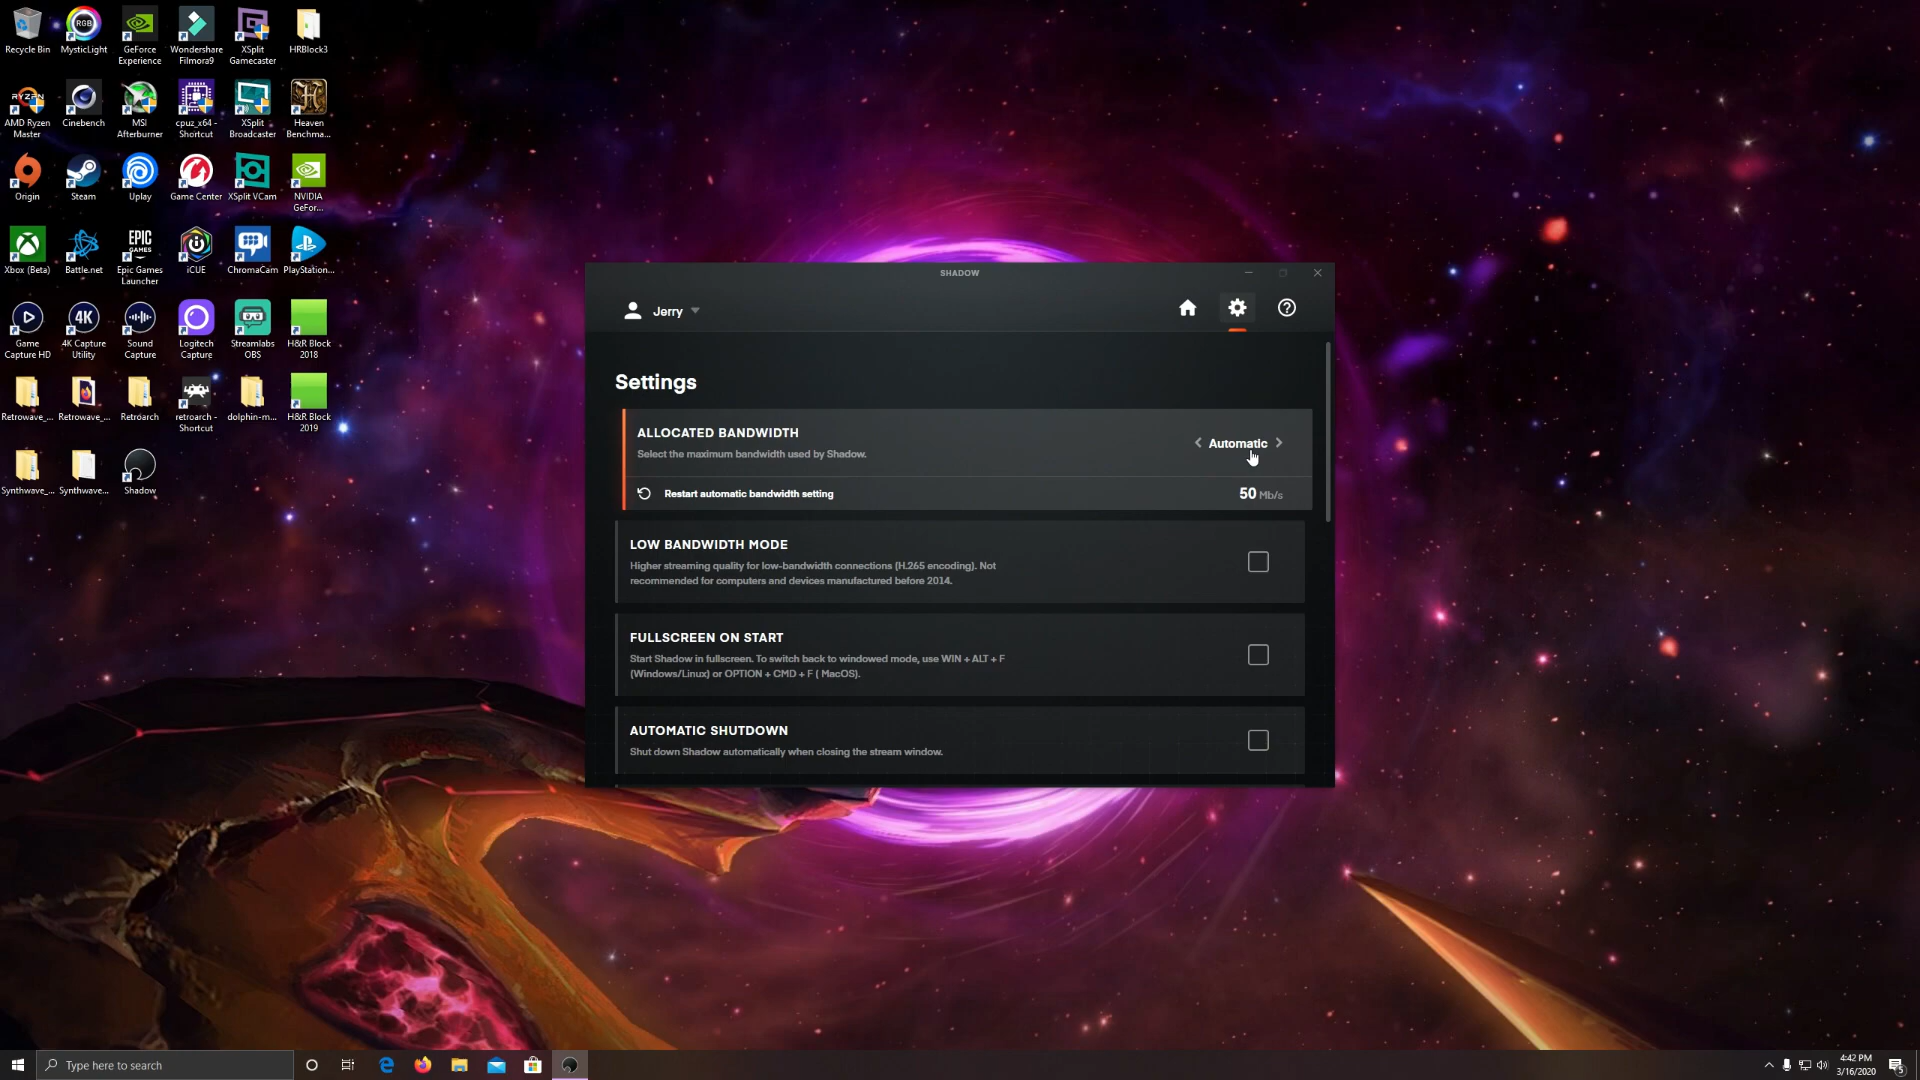 Recycle Bin
MysticLight
GeForce Experience
Wondershare Filmora9
XSplit Gamecaster
HRBlock3
RYZEN
AMD Ryzen Master
Cinebench
MSI Afterburner
cpuz_x64 - Shortcut
XSplit Broadcaster
Heaven Benchma...
Origin
Steam
Uplay
Game Center
XSplit VCam
NVIDIA GeFor...
EPIC GAMES
Xbox (Beta)
Battle.net
Epic Games Launcher
iCUE
ChromaCam
PlayStation...
4K
Game Capture HD
4K Capture Utility
Sound Capture
Logitech Capture
Streamlabs OBS
H&R Block 2018
Retrowave_...
Retrowave_...
Retroarch
retroarch - Shortcut
dolphin-m...
H&R Block 2019
Synthwave_...
Synthwave...
Shadow
SHADOW
Jerry
Settings
ALLOCATED BANDWIDTH
Select the maximum bandwidth used by Shadow.
Automatic
Restart automatic bandwidth setting
50 Mb/s
LOW BANDWIDTH MODE
Higher streaming quality for low-bandwidth connections (H.265 encoding). Not
recommended for computers and devices manufactured before 2014.
FULLSCREEN ON START
Start Shadow in fullscreen. To switch back to windowed mode, use WIN + ALT + F
(Windows/Linux) or OPTION + CMD + F ( MacOS).
AUTOMATIC SHUTDOWN
Shut down Shadow automatically when closing the stream window.
Type here to search
4:42 PM
3/16/2020
5